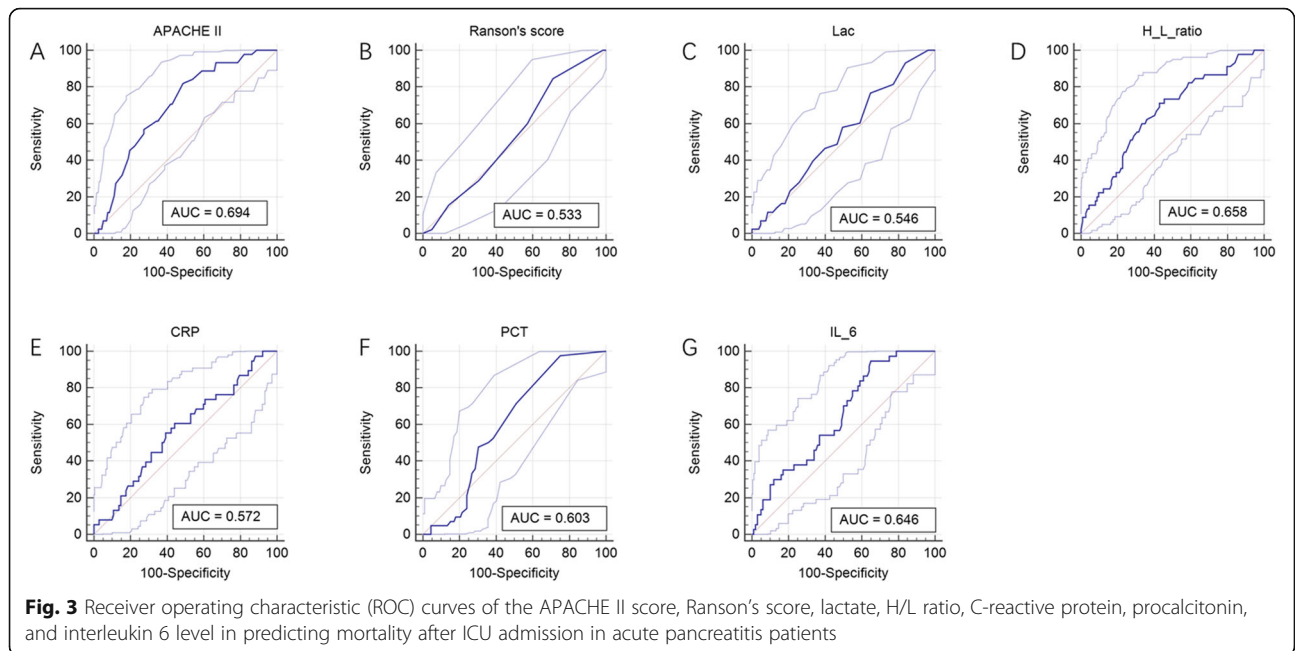 A
APACHE II
Sensitivity
100
80
60
40
20
0
AUC = 0.694
0 20 40 60 80 100
100-Specificity
B
Ranson's score
Sensitivity
100
80
60
40
20
0
AUC = 0.533
0 20 40 60 80 100
100-Specificity
C
Lac
Sensitivity
100
80
60
40
20
0
AUC = 0.546
0 20 40 60 80 100
100-Specificity
D
H_L_ratio
Sensitivity
100
80
60
40
20
0
AUC = 0.658
0 20 40 60 80 100
100-Specificity
E
CRP
Sensitivity
100
80
60
40
20
0
AUC = 0.572
0 20 40 60 80 100
100-Specificity
F
PCT
Sensitivity
100
80
60
40
20
0
AUC = 0.603
0 20 40 60 80 100
100-Specificity
G
IL_6
Sensitivity
100
80
60
40
20
0
AUC = 0.646
0 20 40 60 80 100
100-Specificity
Fig. 3 Receiver operating characteristic (ROC) curves of the APACHE II score, Ranson's score, lactate, H/L ratio, C-reactive protein, procalcitonin,
and interleukin 6 level in predicting mortality after ICU admission in acute pancreatitis patients